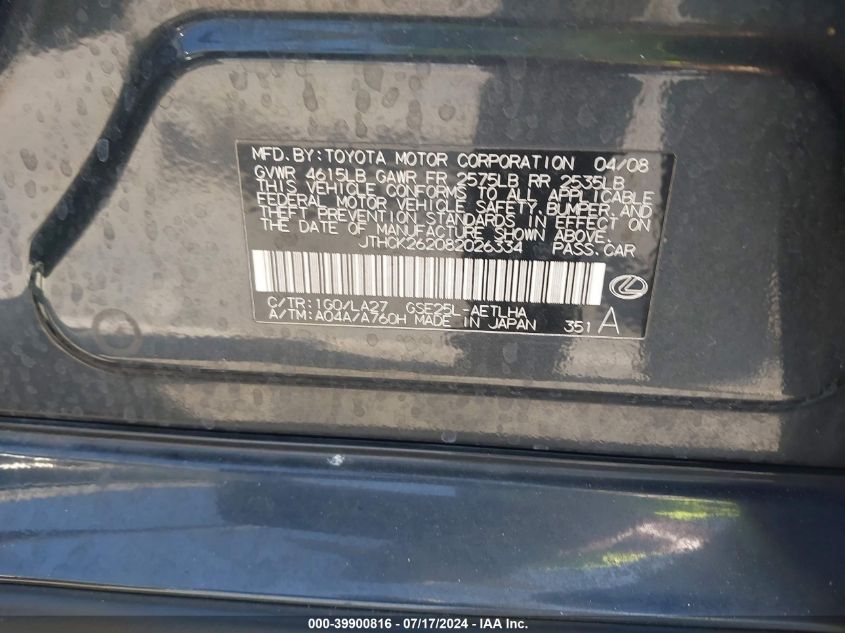 MFD.BY:TOYOTA MOTOR CORPORATION 04/08
GVWR 4615LB GAWR FR 2575LB RR 2535LB
THIS VEHICLE CONFORMS TO ALL APPLICABLE
FEDERAL MOTOR VEHICLE SAFETY, BUMPER, AND
THEFT PREVENTION STANDARDS IN EFFECT ON
THE DATE OF MANUFACTURE SHOWN ABOVE.
JTHCK262082026334 PASS.CAR
C/TR:1G0/LA27 GSE25L-AETLHA
A/TM:A04A/A760H MADE IN JAPAN 351 A
000-39900816 - 07/17/2024 - IAA Inc.